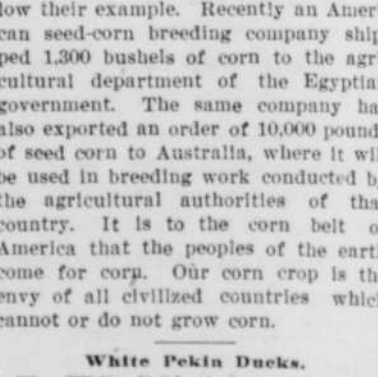 low their example. Recently an Ameri
can seed-corn breeding company ship
ped 1,300 bushels of corn to the agri
cultural department of the Egyptia
government. The same company ha
also exported an order of 10,000 pound
of seed corn to Australia, where it wil
be used in breeding work conducted b
the agricultural authorities of tha
country. It is to the corn belt o
America that the peoples of the eart
come for corn. Our corn crop is th
envy of all civilized countries whic
cannot or do not grow corn.
White Pekin Ducks.